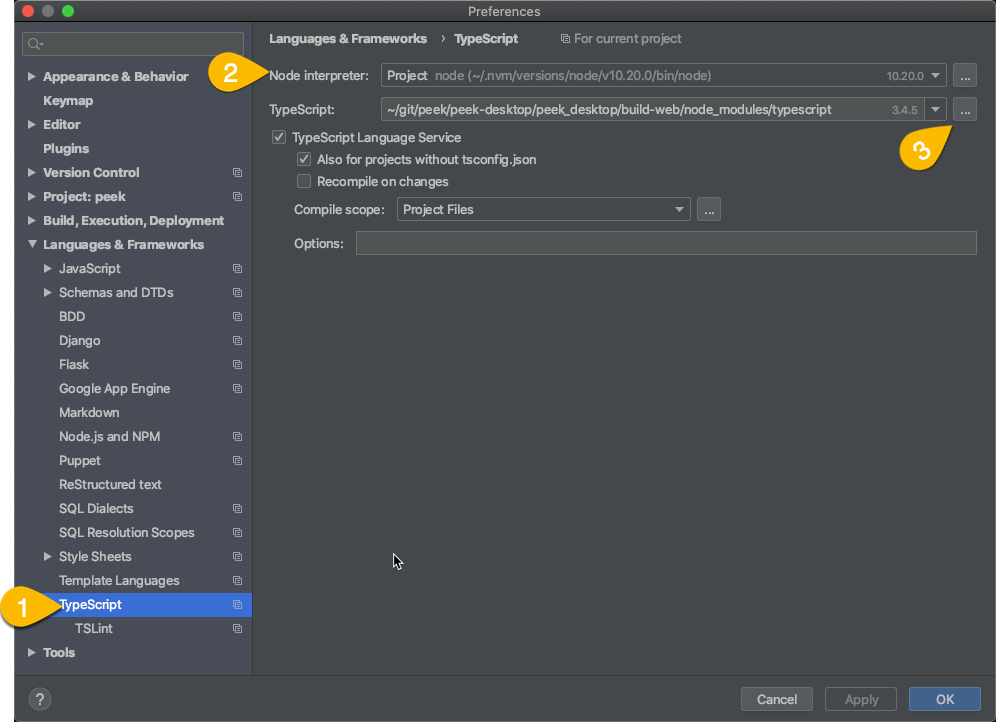 Preferences
Languages & Frameworks › TypeScript For current project
Appearance & Behavior
Keymap
Editor
Plugins
Version Control
Project: peek
Build, Execution, Deployment
Languages & Frameworks
JavaScript
Schemas and DTDs
BDD
Django
Flask
Google App Engine
Markdown
Node.js and NPM
Puppet
ReStructured text
SQL Dialects
SQL Resolution Scopes
Style Sheets
Template Languages
1 TypeScript
TSLint
Tools
2 Node interpreter: Project node (~/.nvm/versions/node/v10.20.0/bin/node) 10.20.0 ...
TypeScript: ~/git/peek/peek-desktop/peek_desktop/build-web/node_modules/typescript 3.4.5 ...
3
TypeScript Language Service
Also for projects without tsconfig.json
Recompile on changes
Compile scope: Project Files ...
Options:
? Cancel Apply OK